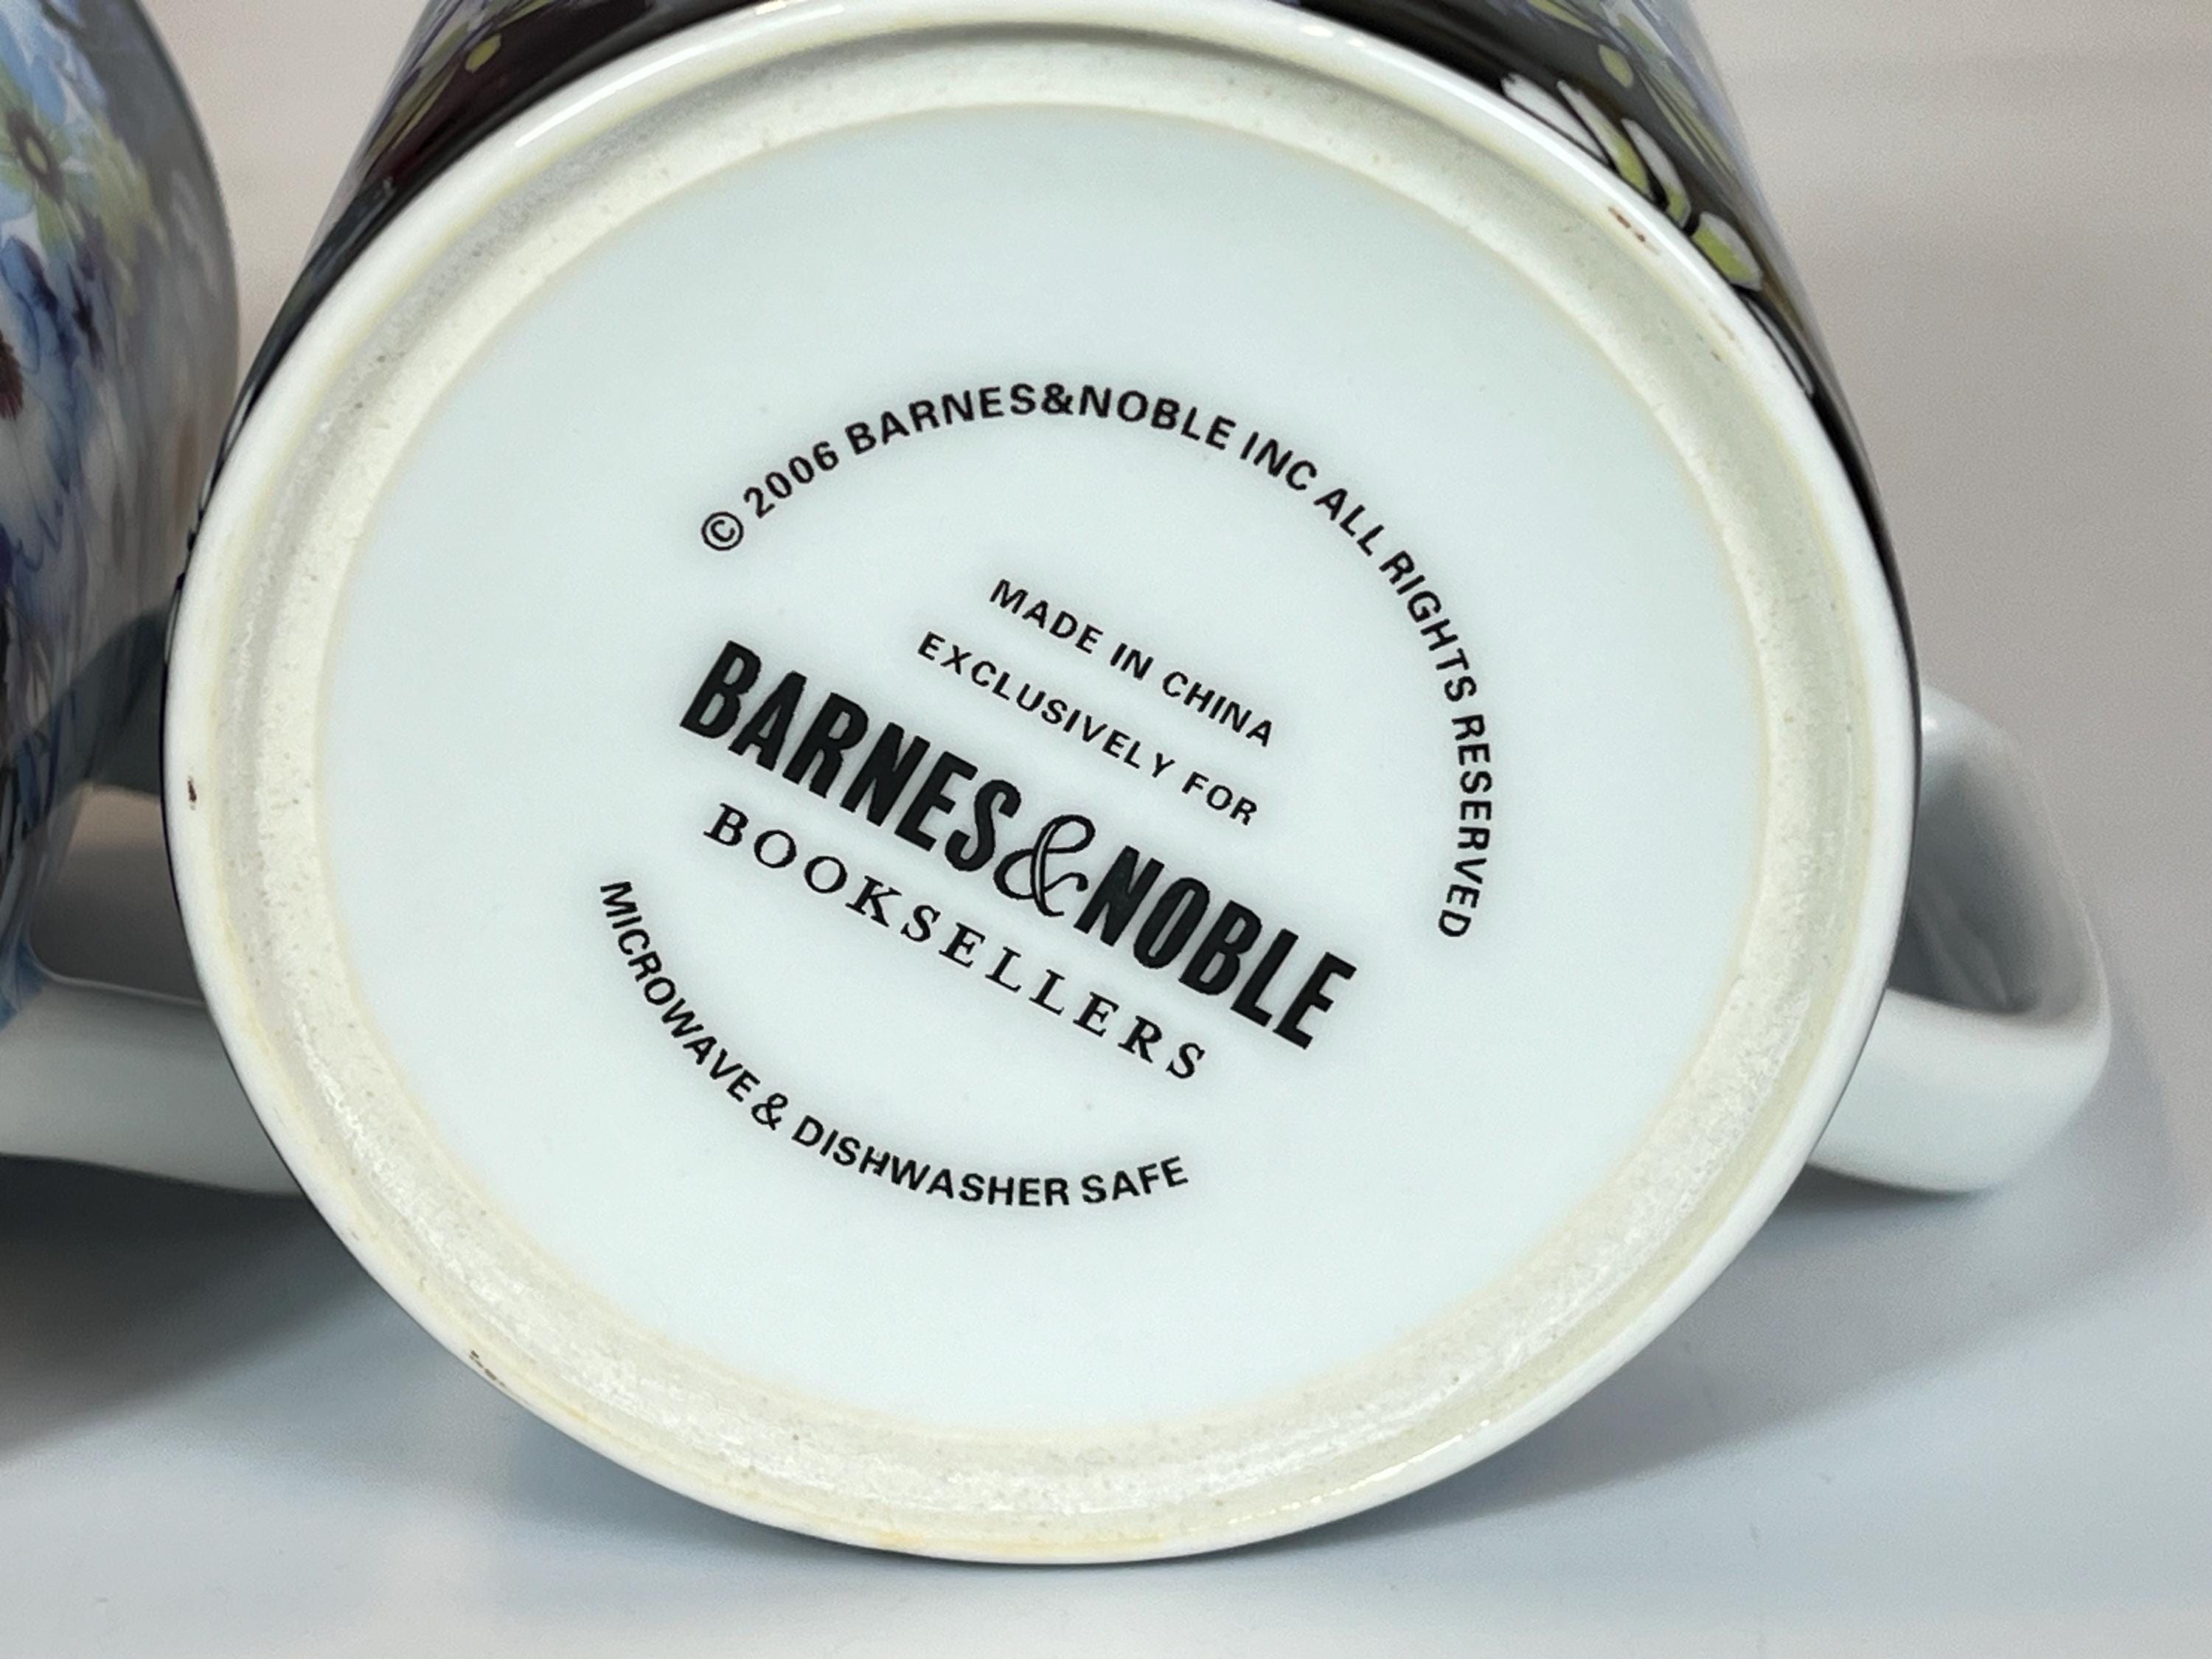 © 2006 BARNES&NOBLE INC ALL RIGHTS RESERVED
MADE IN CHINA
EXCLUSIVELY FOR
BARNES&NOBLE
BOOKSELLERS
MICROWAVE & DISHWASHER SAFE